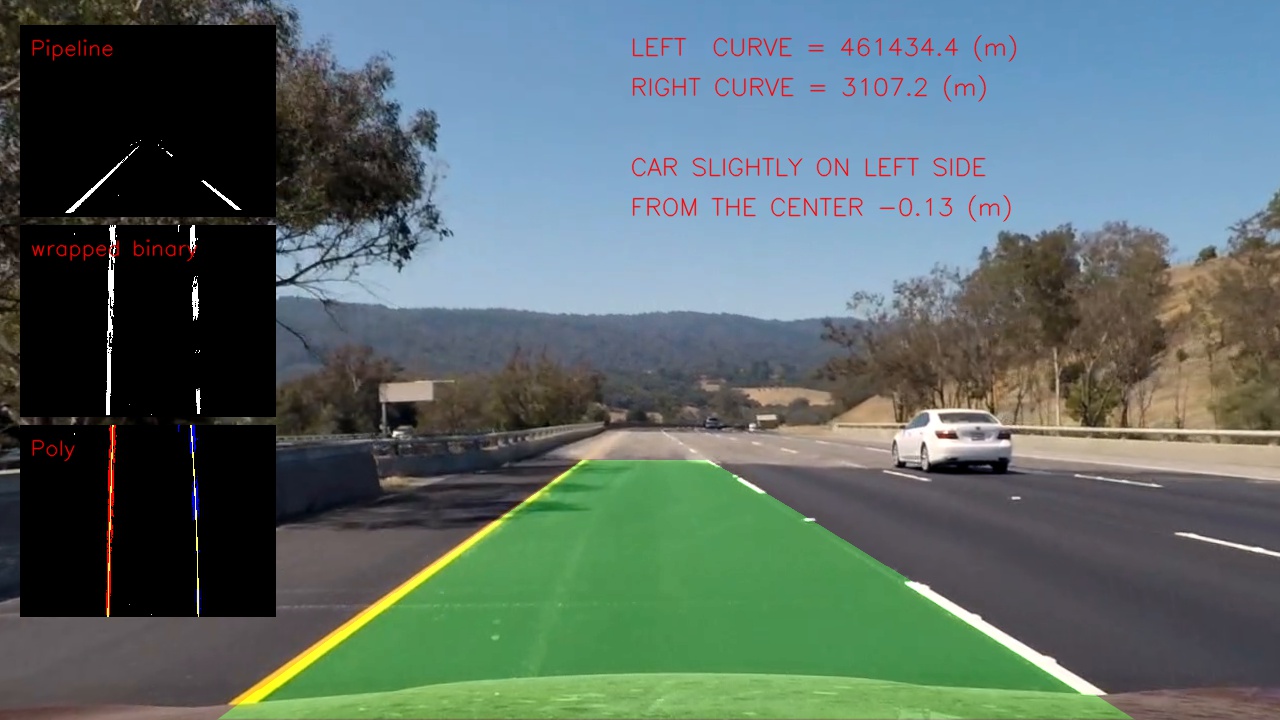 Pipeline
wrapped binary
Poly
LEFT CURVE = 461434.4 (m)
RIGHT CURVE = 3107.2 (m)
CAR SLIGHTLY ON LEFT SIDE
FROM THE CENTER -0.13 (m)